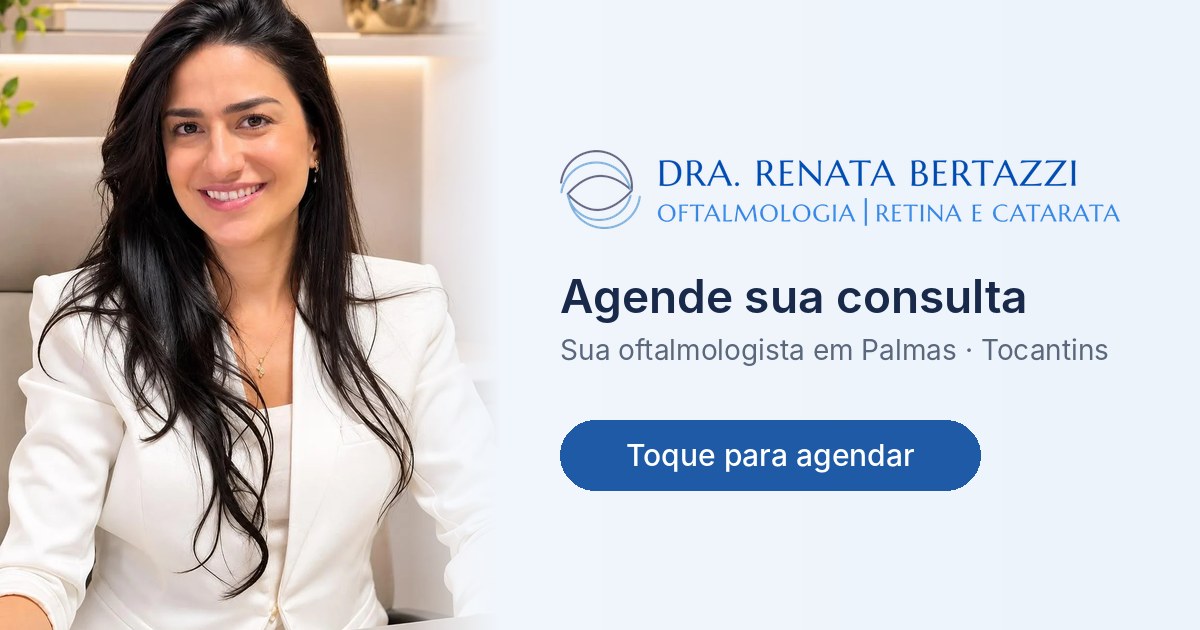 DRA. RENATA BERTAZZI
OFTALMOLOGIA | RETINA E CATARATA
Agende sua consulta
Sua oftalmologista em Palmas · Tocantins
Toque para agendar